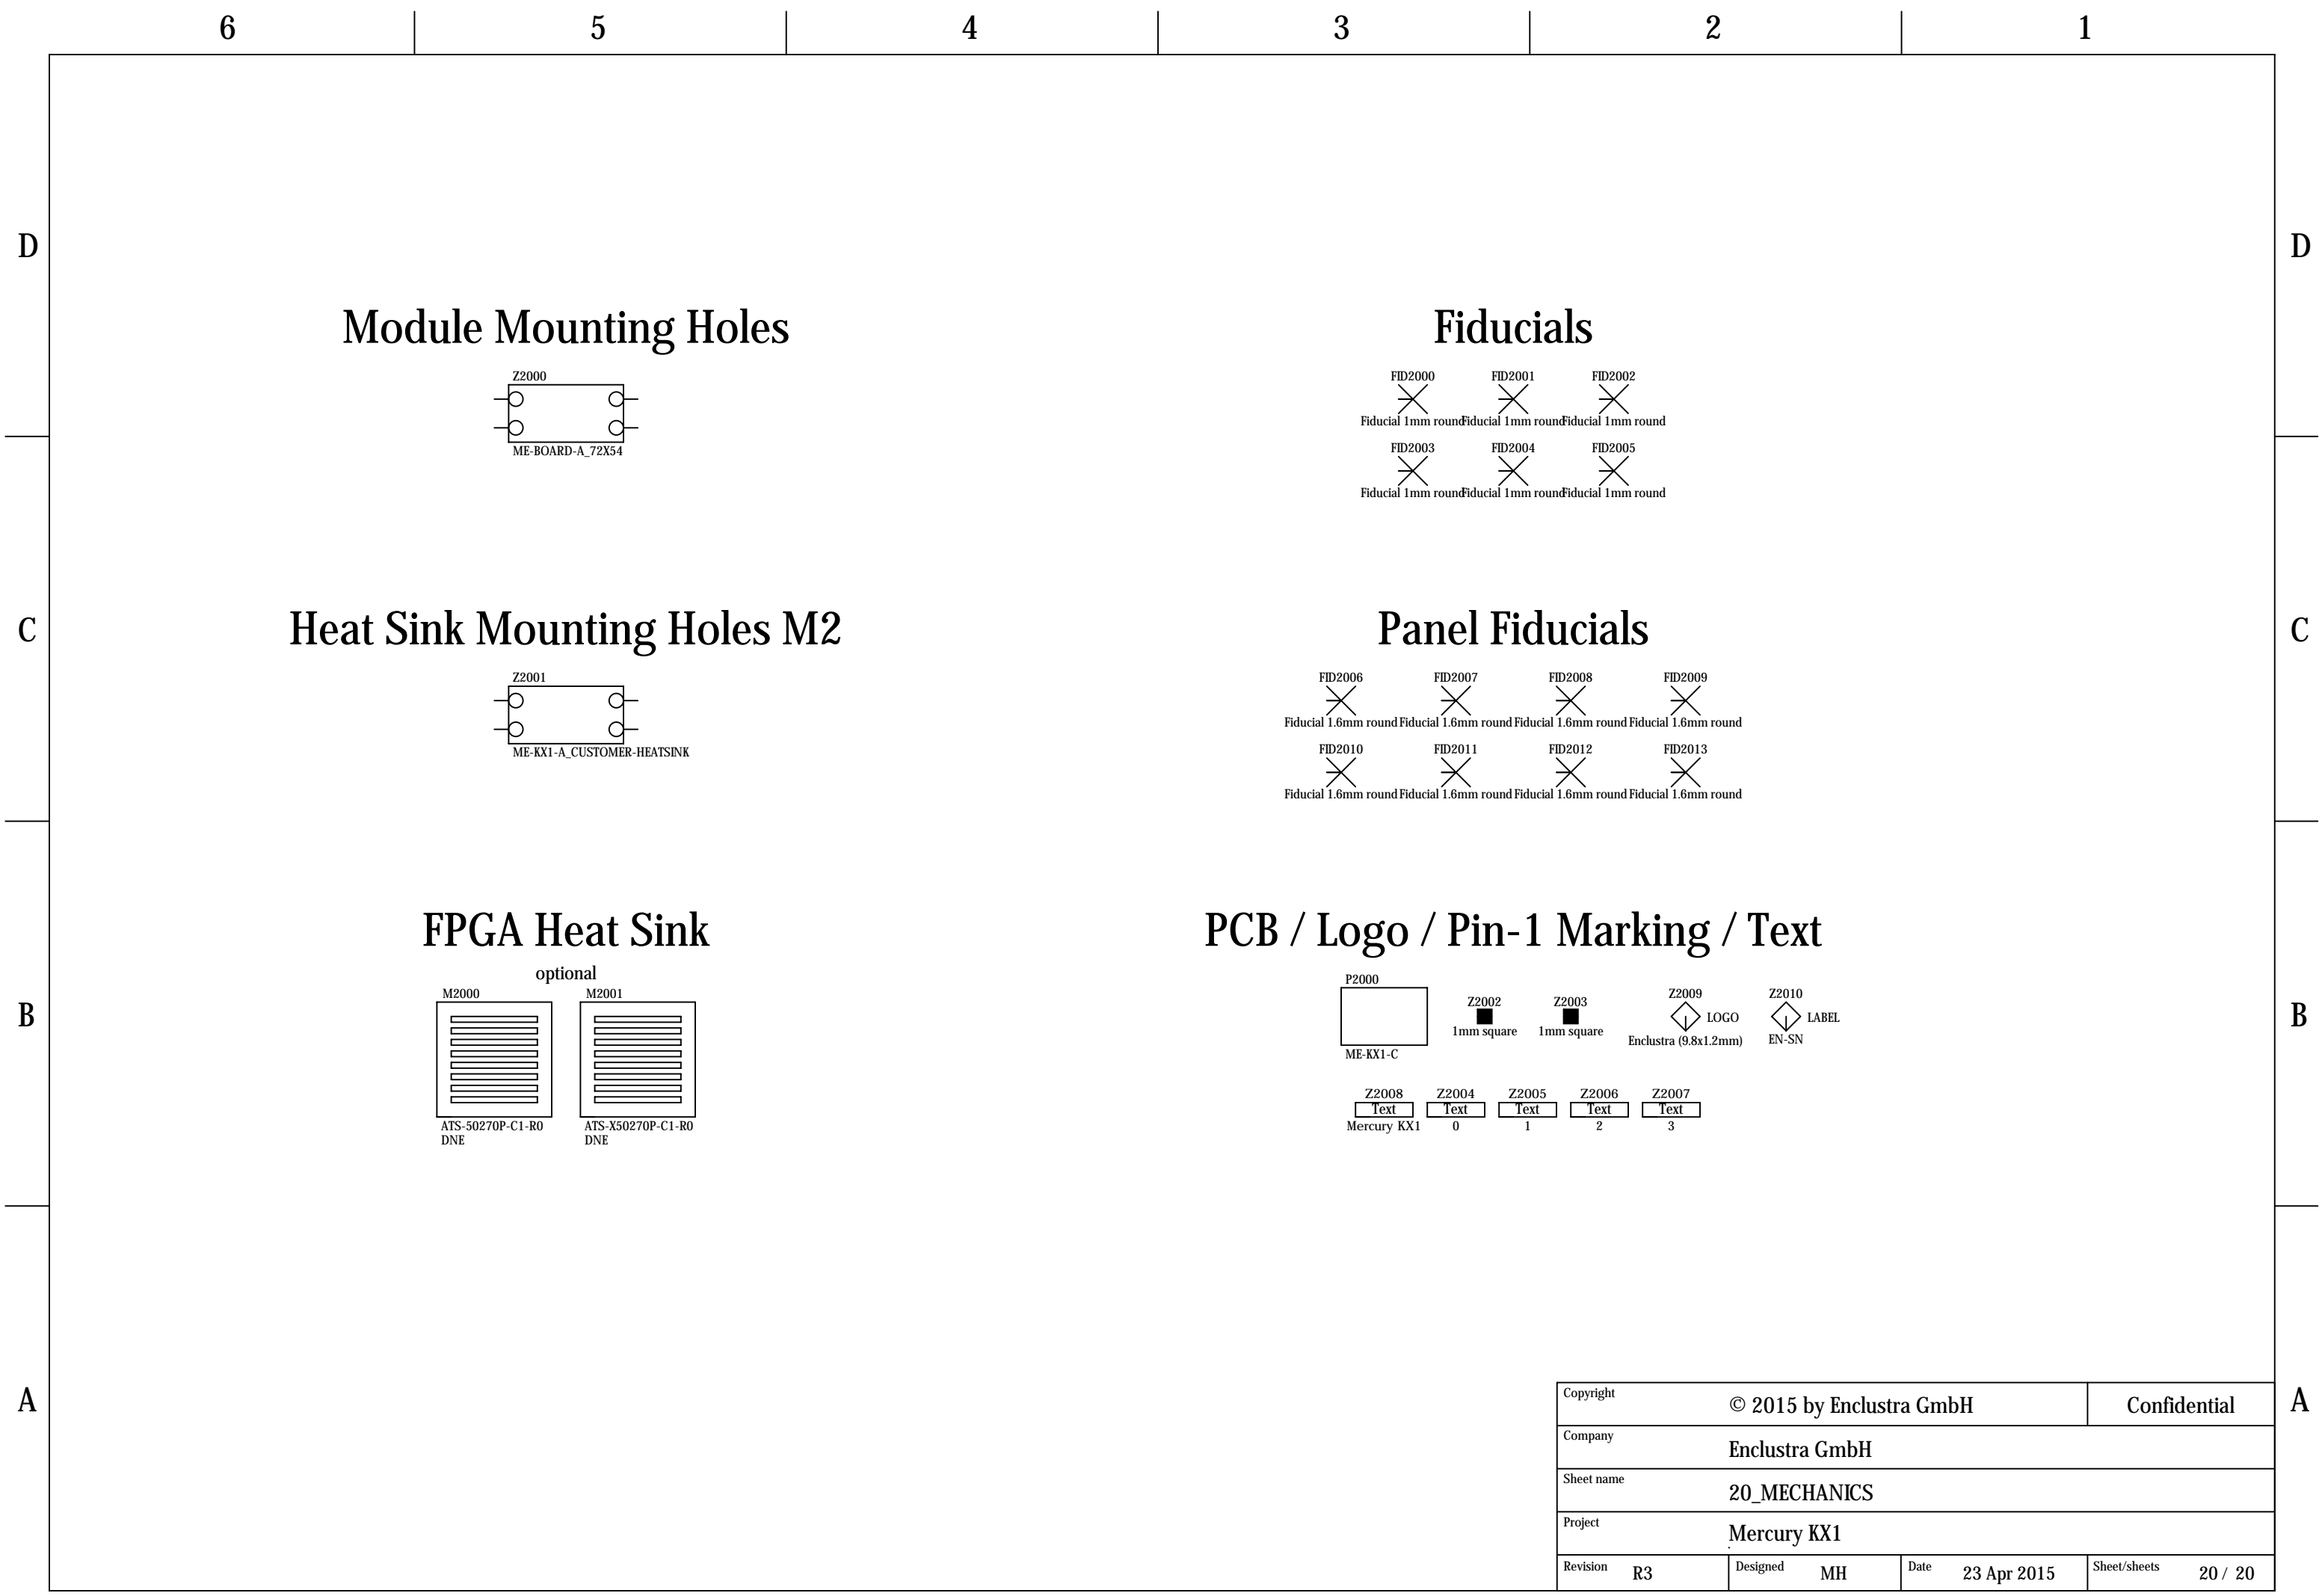 6 5 4 3 2 1
D D
Module Mounting Holes
Z2000
ME-BOARD-A_72X54
Fiducials
FID2000 FID2001 FID2002
Fiducial 1mm round Fiducial 1mm round Fiducial 1mm round
FID2003 FID2004 FID2005
Fiducial 1mm round Fiducial 1mm round Fiducial 1mm round
C C
Heat Sink Mounting Holes M2
Z2001
ME-KX1-A_CUSTOMER-HEATSINK
Panel Fiducials
FID2006 FID2007 FID2008 FID2009
Fiducial 1.6mm round Fiducial 1.6mm round Fiducial 1.6mm round Fiducial 1.6mm round
FID2010 FID2011 FID2012 FID2013
Fiducial 1.6mm round Fiducial 1.6mm round Fiducial 1.6mm round Fiducial 1.6mm round
B B
FPGA Heat Sink
optional
M2000 M2001
ATS-50270P-C1-R0 ATS-X50270P-C1-R0
DNE DNE
PCB / Logo / Pin-1 Marking / Text
P2000
ME-KX1-C
Z2002 Z2003
1mm square 1mm square
Z2009
LOGO
Enclustra (9.8x1.2mm)
Z2010
LABEL
EN-SN
Z2008 Z2004 Z2005 Z2006 Z2007
Text Text Text Text Text
Mercury KX1 0 1 2 3
A A
Copyright © 2015 by Enclustra GmbH Confidential
Company Enclustra GmbH
Sheet name 20_MECHANICS
Project Mercury KX1
Revision R3 Designed MH Date 23 Apr 2015 Sheet/sheets 20 / 20